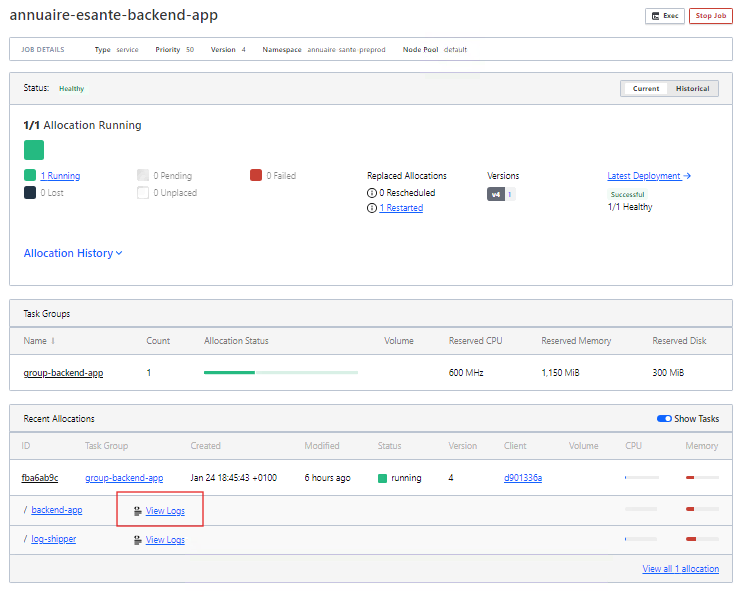 annuaire-esante-backend-app
Exec
Stop Job
JOB DETAILS Type service Priority 50 Version 4 Namespace annuaire-sante-preprod Node Pool default
Status: Healthy
Current Historical
1/1 Allocation Running
1 Running
0 Pending
0 Failed
0 Lost
0 Unplaced
Replaced Allocations
0 Rescheduled
1 Restarted
Versions
v4 1
Latest Deployment
Successful
1/1 Healthy
Allocation History
Task Groups
Name Count Allocation Status Volume Reserved CPU Reserved Memory Reserved Disk
group-backend-app 1 600 MHz 1,150 MiB 300 MiB
Recent Allocations
Show Tasks
ID Task Group Created Modified Status Version Client Volume CPU Memory
fba6ab9c group-backend-app Jan 24 18:45:43 +0100 6 hours ago running 4 d901336a
/ backend-app View Logs
/ log-shipper View Logs
View all 1 allocation